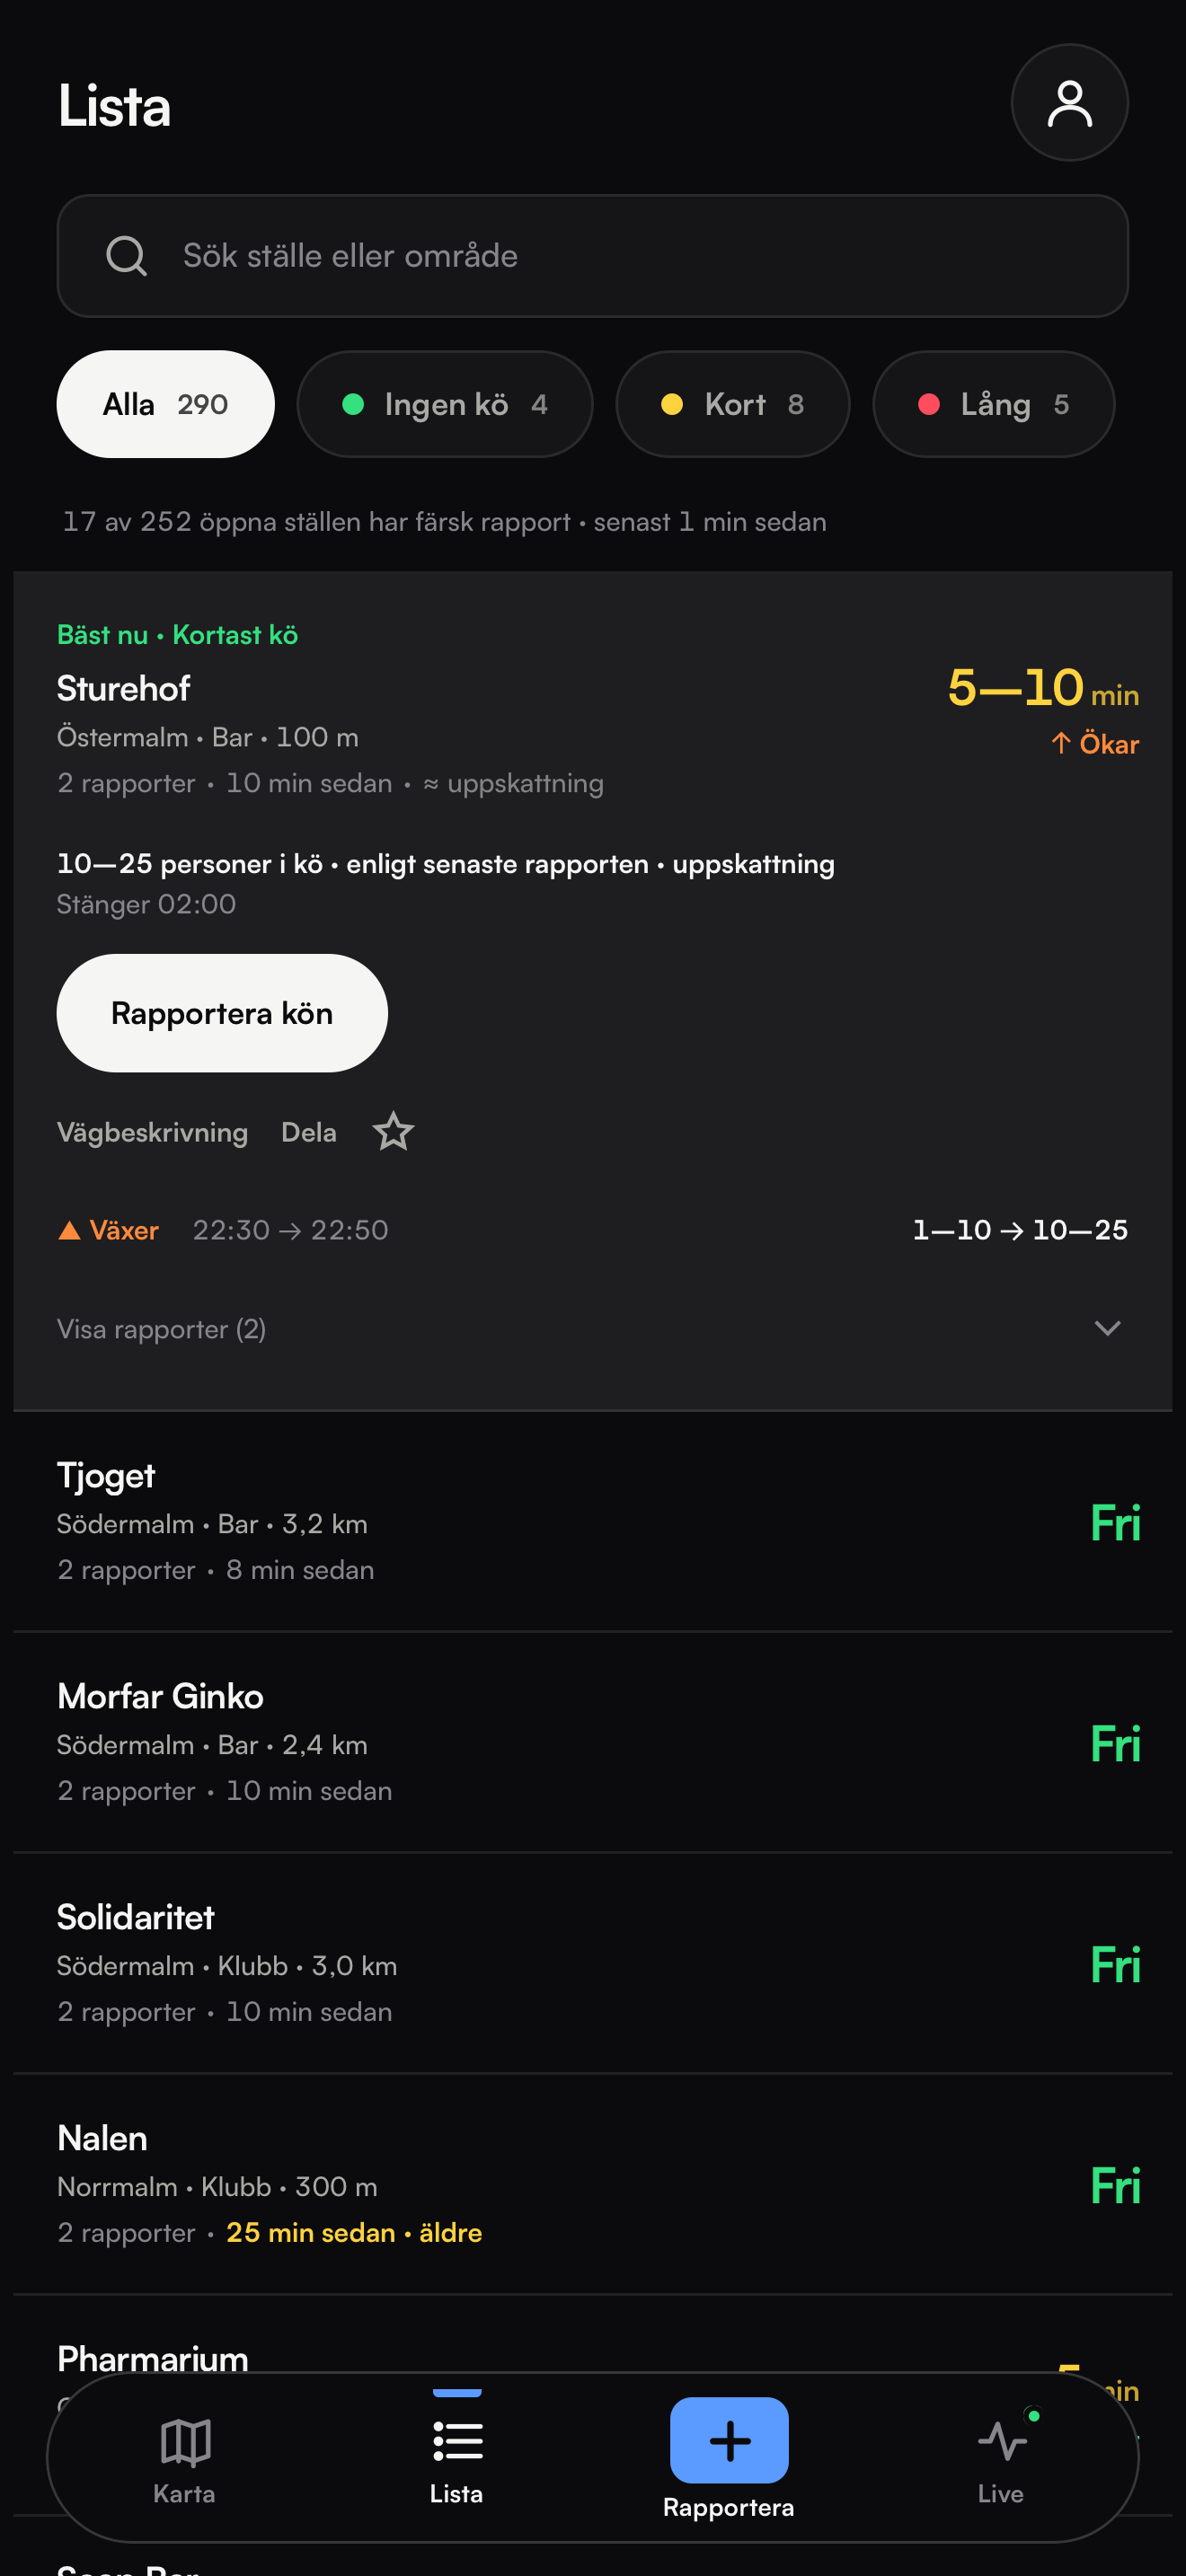 Lista
Sök ställe eller område
Alla 290 Ingen kö 4 Kort 8 Lång 5
17 av 252 öppna ställen har färsk rapport · senast 1 min sedan
Bäst nu · Kortast kö
Sturehof 5—10 min
Östermalm · Bar · 100 m ↑ Ökar
2 rapporter · 10 min sedan · ≈ uppskattning
10—25 personer i kö · enligt senaste rapporten · uppskattning
Stänger 02:00
Rapportera kön
Vägbeskrivning Dela
▲ Växer 22:30 → 22:50 1—10 → 10—25
Visa rapporter (2)
Tjoget
Södermalm · Bar · 3,2 km Fri
2 rapporter · 8 min sedan
Morfar Ginko
Södermalm · Bar · 2,4 km Fri
2 rapporter · 10 min sedan
Solidaritet
Södermalm · Klubb · 3,0 km Fri
2 rapporter · 10 min sedan
Nalen
Norrmalm · Klubb · 300 m Fri
2 rapporter · 25 min sedan · äldre
Pharmarium
Karta Lista Rapportera Live